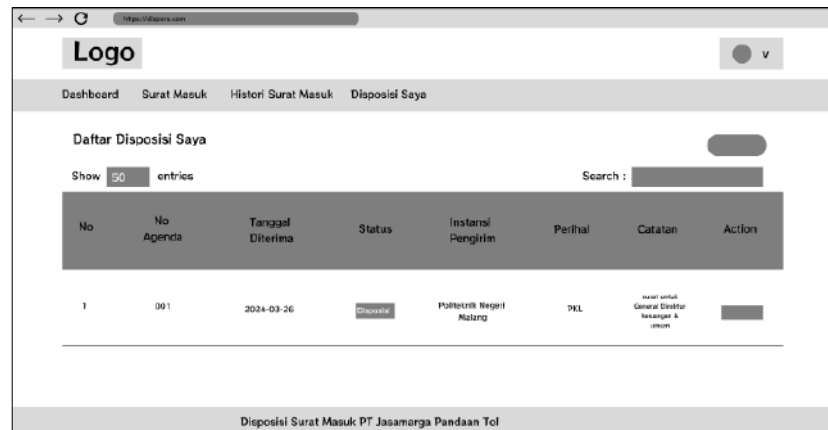 https://dispera.com
Logo
v
Dashboard Surat Masuk Histori Surat Masuk Disposisi Saya
Daftar Disposisi Saya
Show 50 entries Search :
No No Agenda Tanggal Diterima Status Instansi Pengirim Perihal Catatan Action
1 001 2024-03-26 Disposisi Politeknik Negeri Malang PKL surat untuk General Direktur keuangan & umum
Disposisi Surat Masuk PT Jasamarga Pandaan Tol